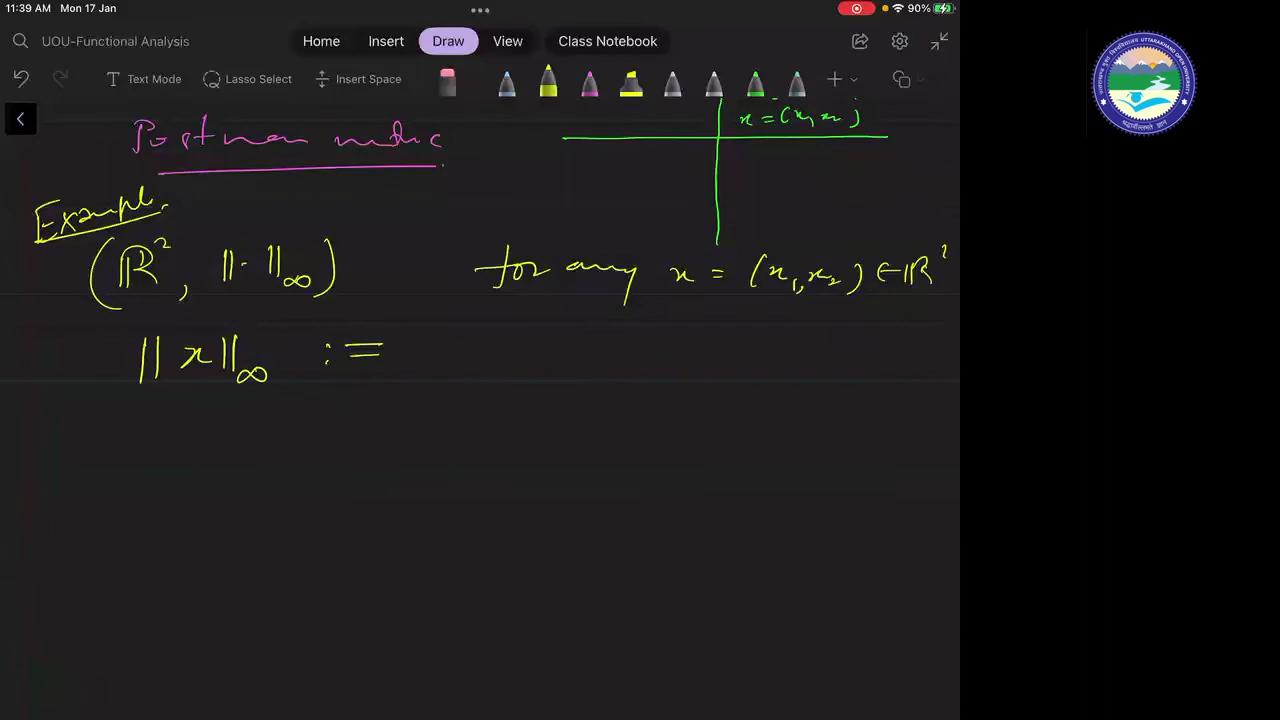 11:39 AM Mon 17 Jan
90%
UOU-Functional Analysis
Home Insert Draw View Class Notebook
Text Mode Lasso Select Insert Space
x = (x₁, x₂)
Postman metric
Example.
(ℝ², ||·||∞) for any x = (x₁, x₂) ∈ ℝ²
||x||∞ :=